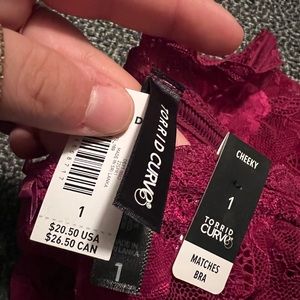 1
$20.50 USA
$26.50 CAN
TORRID CURVE
1
CHEEKY
1
TORRID
CURVE
MATCHES
BRA